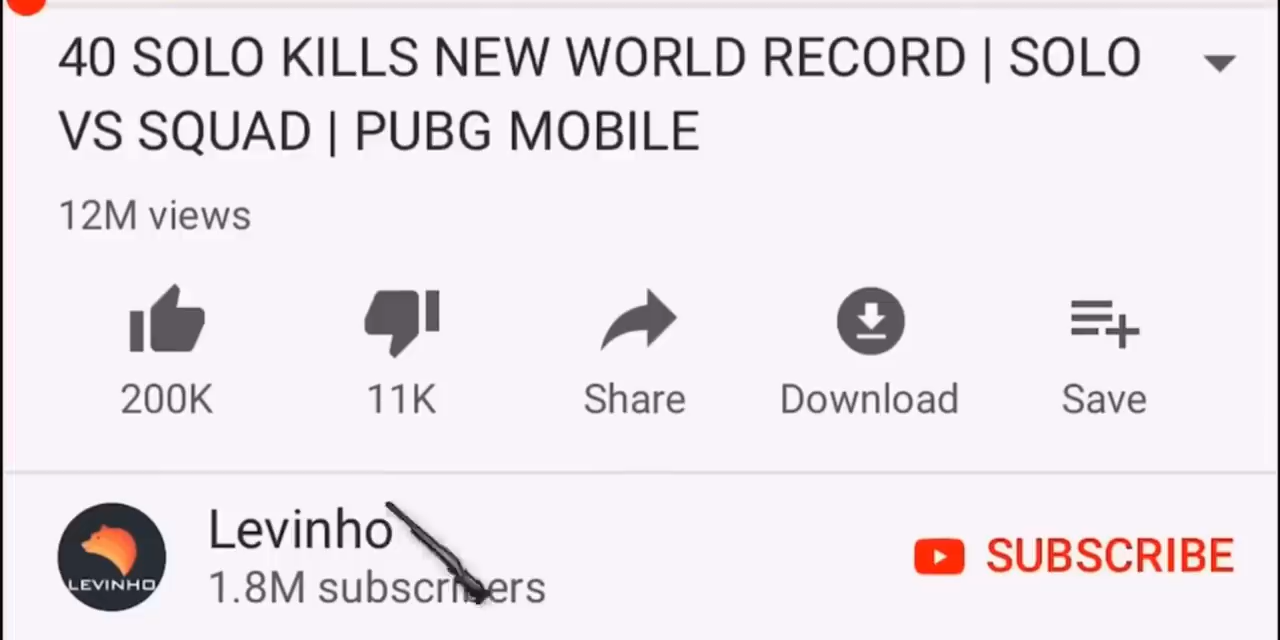 40 SOLO KILLS NEW WORLD RECORD | SOLO
VS SQUAD | PUBG MOBILE
12M views
200K
11K
Share
Download
Save
Levinho
LEVINHO
1.8M subscribers
SUBSCRIBE